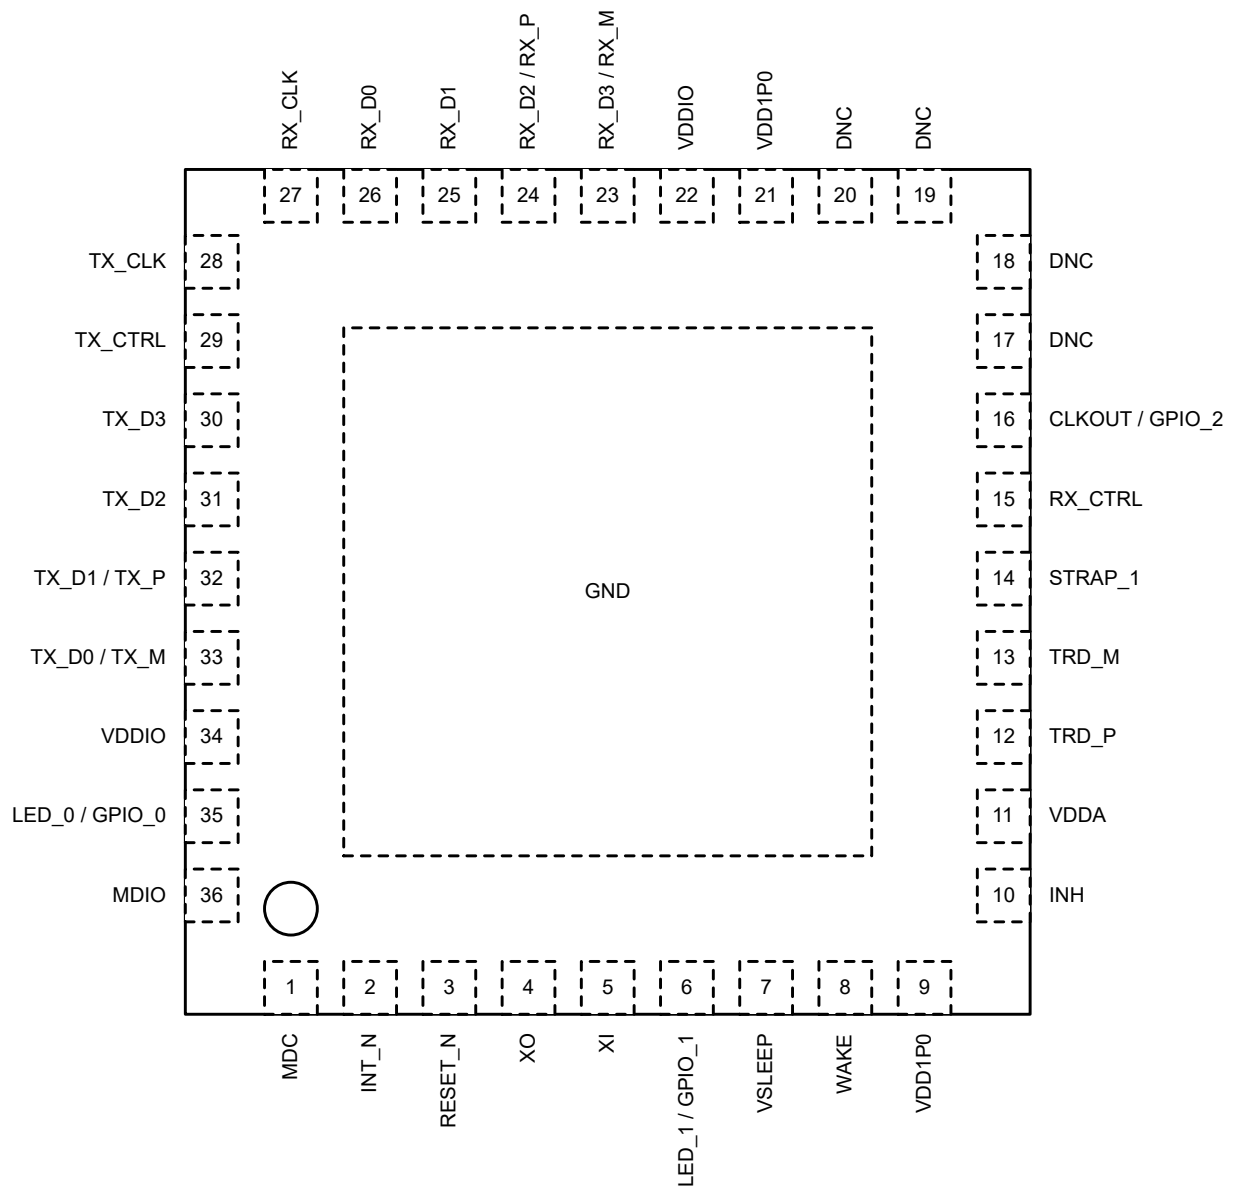 RX_CLK
RX_D0
RX_D1
RX_D2 / RX_P
RX_D3 / RX_M
VDDIO
VDD1P0
DNC
DNC
27
26
25
24
23
22
21
20
19
TX_CLK
28
18
DNC
TX_CTRL
29
17
DNC
TX_D3
30
16
CLKOUT / GPIO_2
TX_D2
31
15
RX_CTRL
TX_D1 / TX_P
32
GND
14
STRAP_1
TX_D0 / TX_M
33
13
TRD_M
VDDIO
34
12
TRD_P
LED_0 / GPIO_0
35
11
VDDA
MDIO
36
10
INH
1
2
3
4
5
6
7
8
9
MDC
INT_N
RESET_N
XO
XI
LED_1 / GPIO_1
VSLEEP
WAKE
VDD1P0